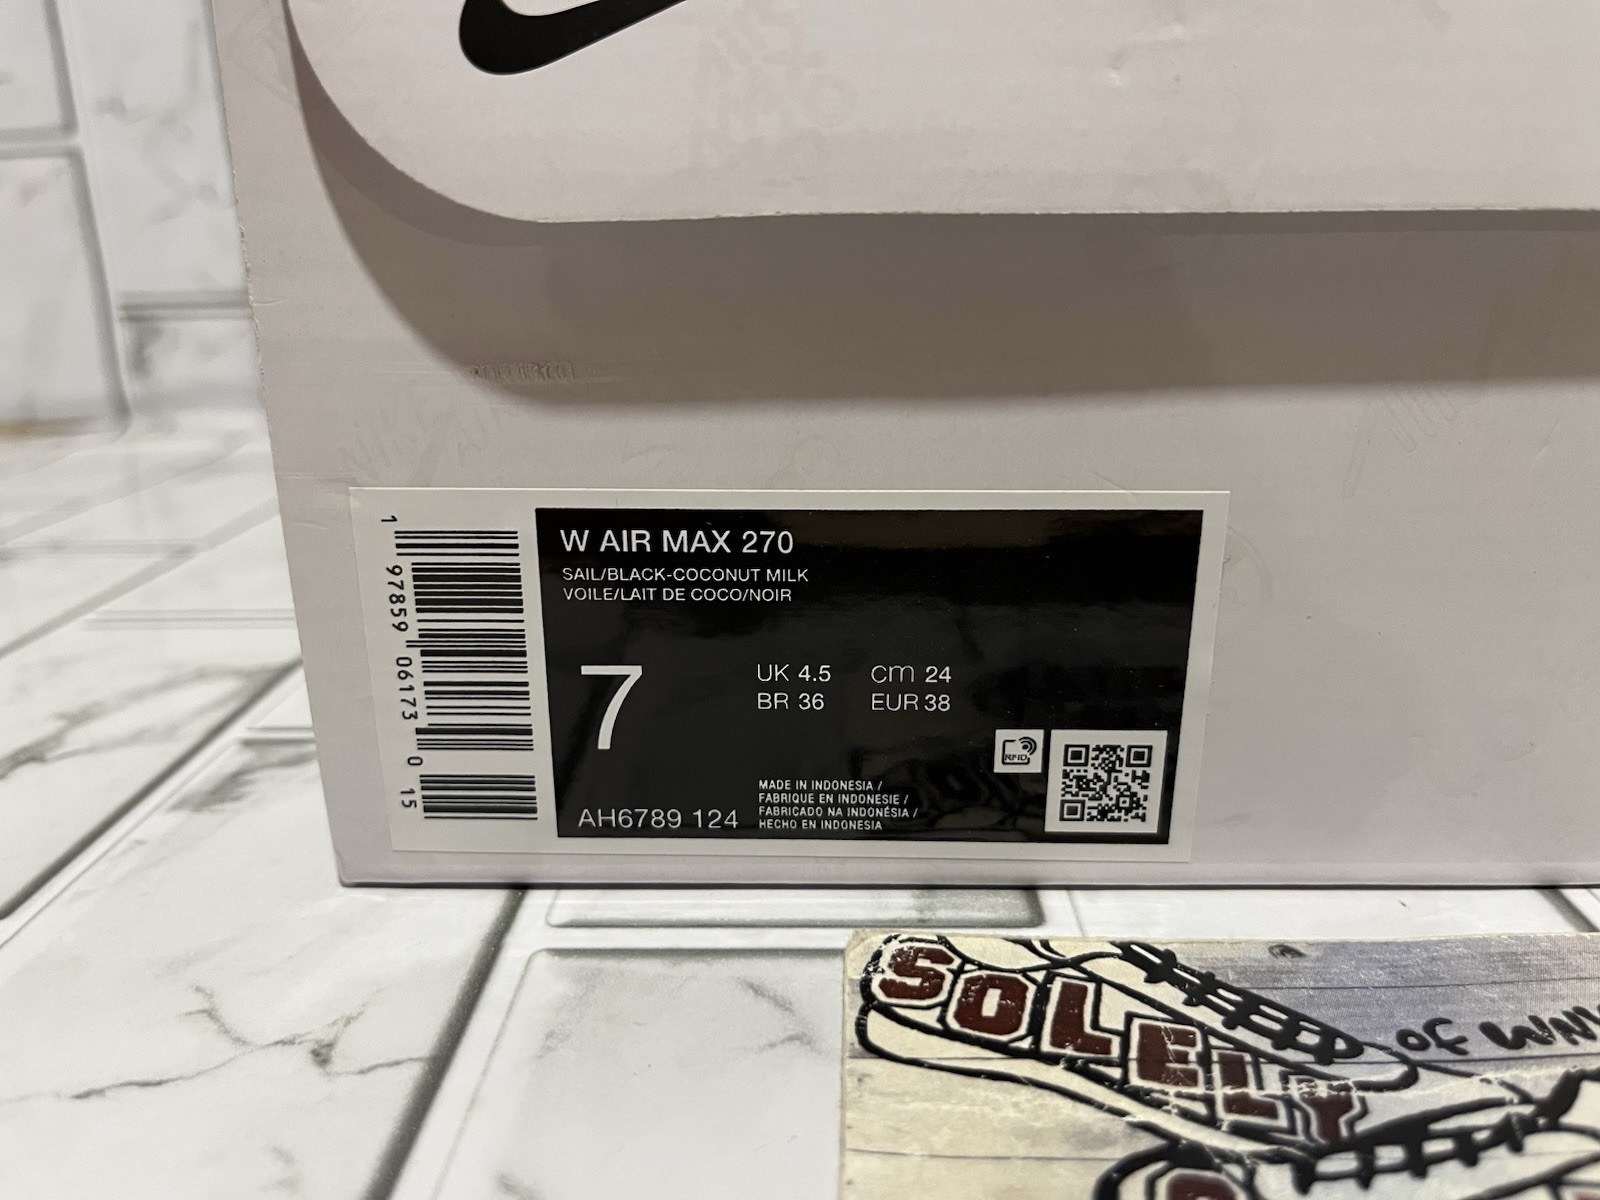 W AIR MAX 270
SAIL/BLACK-COCONUT MILK
VOILE/LAIT DE COCO/NOIR
7
UK 4.5 cm 24
BR 36 EUR 38
AH6789 124
MADE IN INDONESIA /
FABRIQUE EN INDONESIE /
FABRICADO NA INDONÉSIA /
HECHO EN INDONESIA
RFID
1 97859 06173 0 15
SOLELY
OF